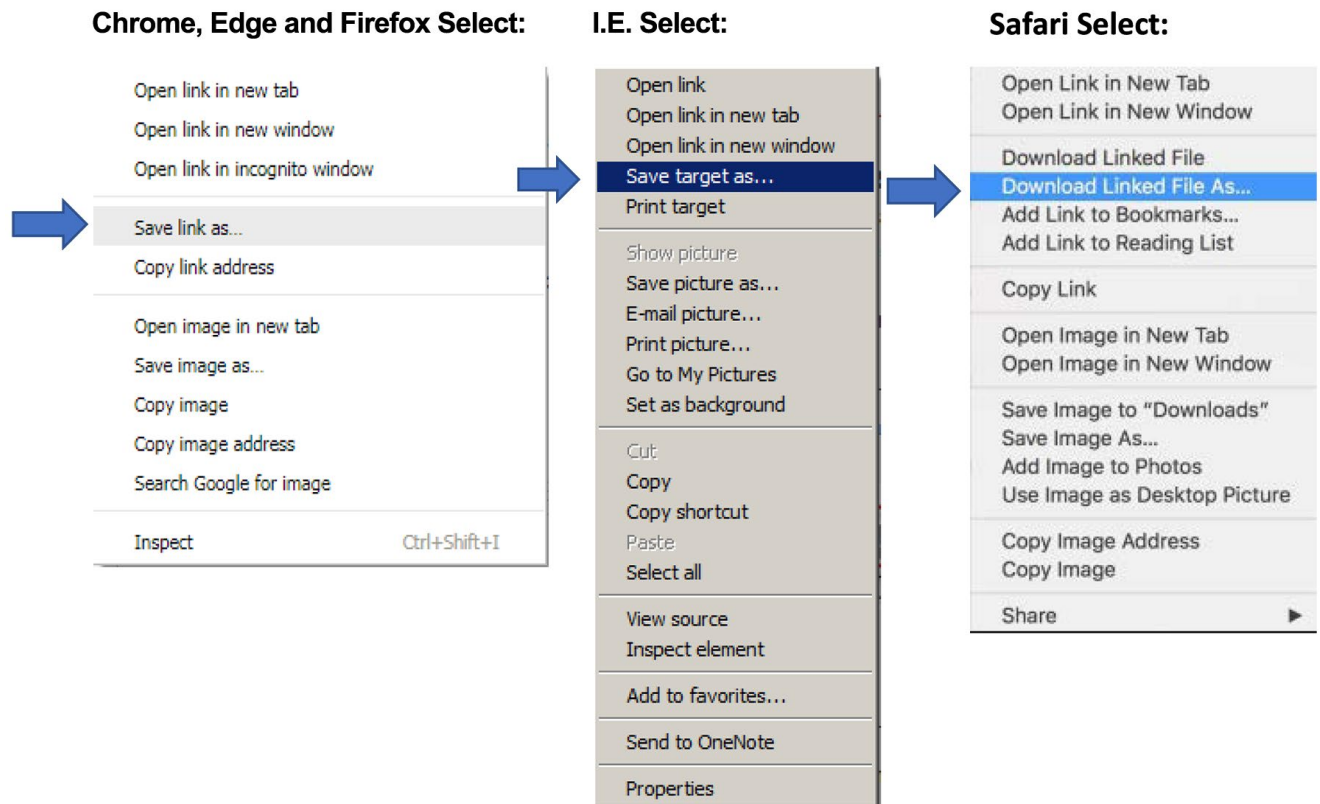 Chrome, Edge and Firefox Select:
Open link in new tab
Open link in new window
Open link in incognito window
Save link as...
Copy link address
Open image in new tab
Save image as...
Copy image
Copy image address
Search Google for image
Inspect Ctrl+Shift+I
I.E. Select:
Open link
Open link in new tab
Open link in new window
Save target as...
Print target
Show picture
Save picture as...
E-mail picture...
Print picture...
Go to My Pictures
Set as background
Cut
Copy
Copy shortcut
Paste
Select all
View source
Inspect element
Add to favorites...
Send to OneNote
Properties
Safari Select:
Open Link in New Tab
Open Link in New Window
Download Linked File
Download Linked File As...
Add Link to Bookmarks...
Add Link to Reading List
Copy Link
Open Image in New Tab
Open Image in New Window
Save Image to “Downloads”
Save Image As...
Add Image to Photos
Use Image as Desktop Picture
Copy Image Address
Copy Image
Share